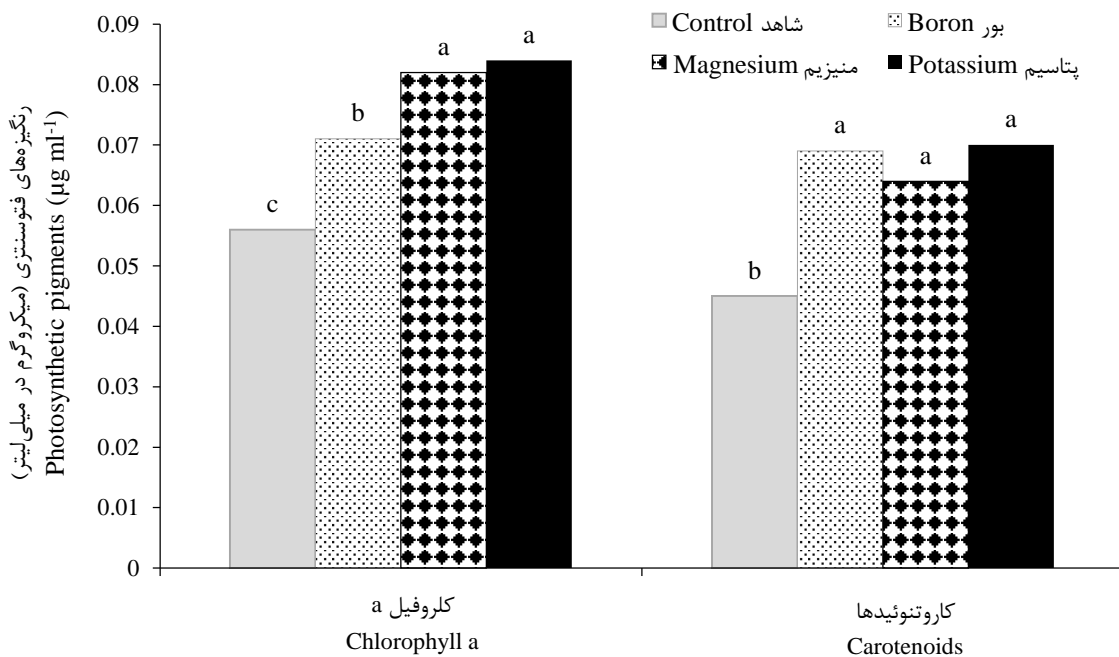 Control شاهد
Boron بور
Magnesium منیزیم
Potassium پتاسیم
رنگیزه‌های فتوسنتزی (میکروگرم در میلی‌لیتر)
Photosynthetic pigments (µg ml⁻¹)
0.09
0.08
0.07
0.06
0.05
0.04
0.03
0.02
0.01
0
c
b
a
a
b
a
a
a
کلروفیل a
Chlorophyll a
کاروتنوئیدها
Carotenoids